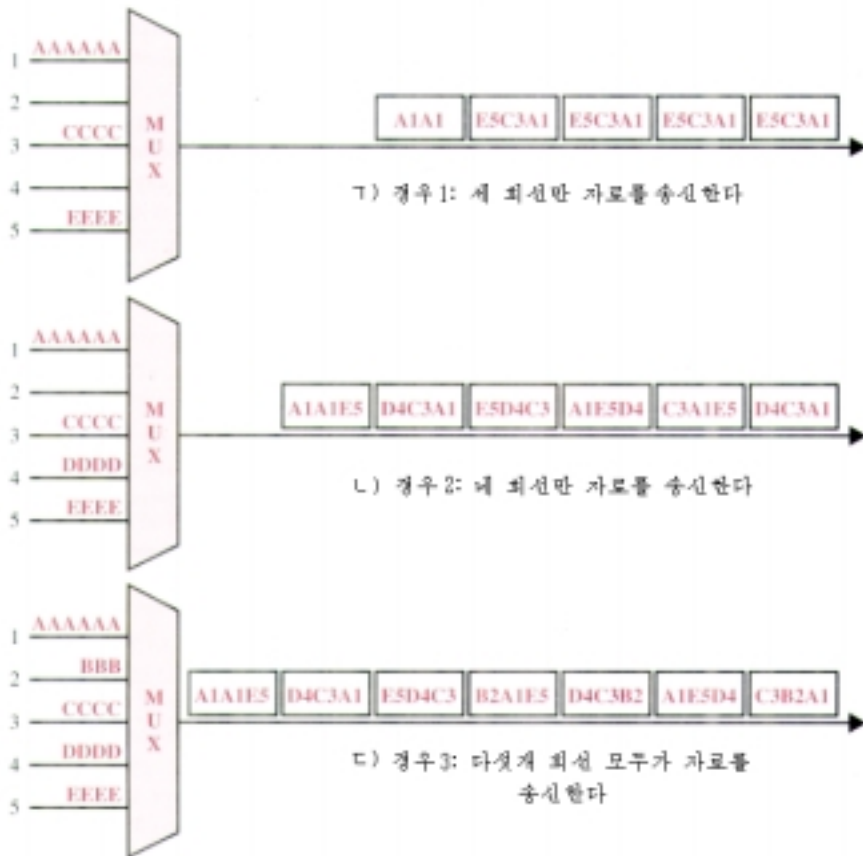 AAAAAA
1
2
CCCC
3
4
EEEE
5
MUX
A1A1 E5C3A1 E5C3A1 E5C3A1 E5C3A1
ㄱ) 경우1: 세 회선만 자료를 송신한다
AAAAAA
1
2
CCCC
3
DDDD
4
EEEE
5
MUX
A1A1E5 D4C3A1 E5D4C3 A1E5D4 C3A1E5 D4C3A1
ㄴ) 경우2: 네 회선만 자료를 송신한다
AAAAAA
1
BBB
2
CCCC
3
DDDD
4
EEEE
5
MUX
A1A1E5 D4C3A1 E5D4C3 B2A1E5 D4C3B2 A1E5D4 C3B2A1
ㄷ) 경우3: 다섯개 회선 모두가 자료를
송신한다